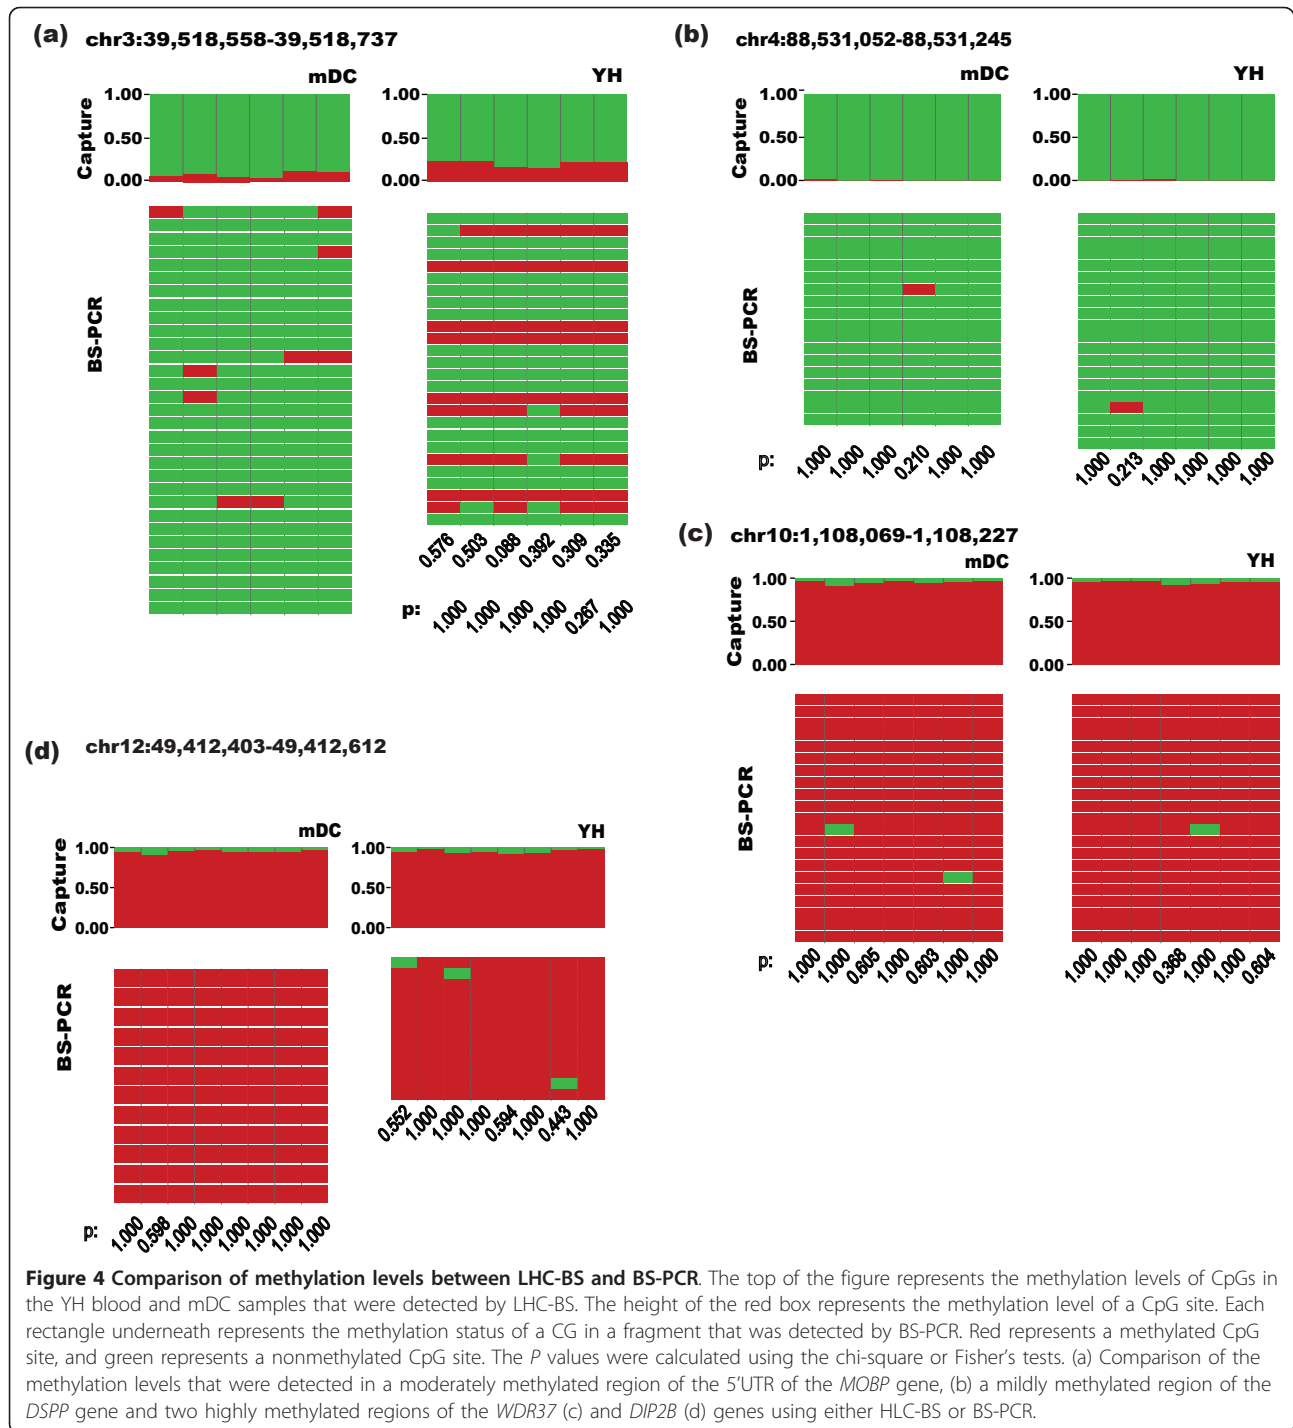 (a) chr3:39,518,558-39,518,737
mDC
YH
Capture
1.00
0.50
0.00
1.00
0.50
0.00
BS-PCR
0.576 0.503 0.088 0.392 0.309 0.335
p: 1.000 1.000 1.000 1.000 0.267 1.000
(b) chr4:88,531,052-88,531,245
mDC
YH
Capture
1.00
0.50
0.00
1.00
0.50
0.00
BS-PCR
p: 1.000 1.000 1.000 0.210 1.000 1.000
1.000 0.213 1.000 1.000 1.000 1.000
(c) chr10:1,108,069-1,108,227
mDC
YH
Capture
1.00
0.50
0.00
1.00
0.50
0.00
BS-PCR
p: 1.000 1.000 0.605 1.000 0.603 1.000 1.000
1.000 1.000 1.000 0.368 1.000 1.000 0.604
(d) chr12:49,412,403-49,412,612
mDC
YH
Capture
1.00
0.50
0.00
1.00
0.50
0.00
BS-PCR
0.552 1.000 1.000 1.000 0.594 1.000 0.443 1.000
p: 1.000 0.598 1.000 1.000 1.000 1.000 1.000 1.000
Figure 4 Comparison of methylation levels between LHC-BS and BS-PCR. The top of the figure represents the methylation levels of CpGs in
the YH blood and mDC samples that were detected by LHC-BS. The height of the red box represents the methylation level of a CpG site. Each
rectangle underneath represents the methylation status of a CG in a fragment that was detected by BS-PCR. Red represents a methylated CpG
site, and green represents a nonmethylated CpG site. The P values were calculated using the chi-square or Fisher's tests. (a) Comparison of the
methylation levels that were detected in a moderately methylated region of the 5'UTR of the MOBP gene, (b) a mildly methylated region of the
DSPP gene and two highly methylated regions of the WDR37 (c) and DIP2B (d) genes using either HLC-BS or BS-PCR.